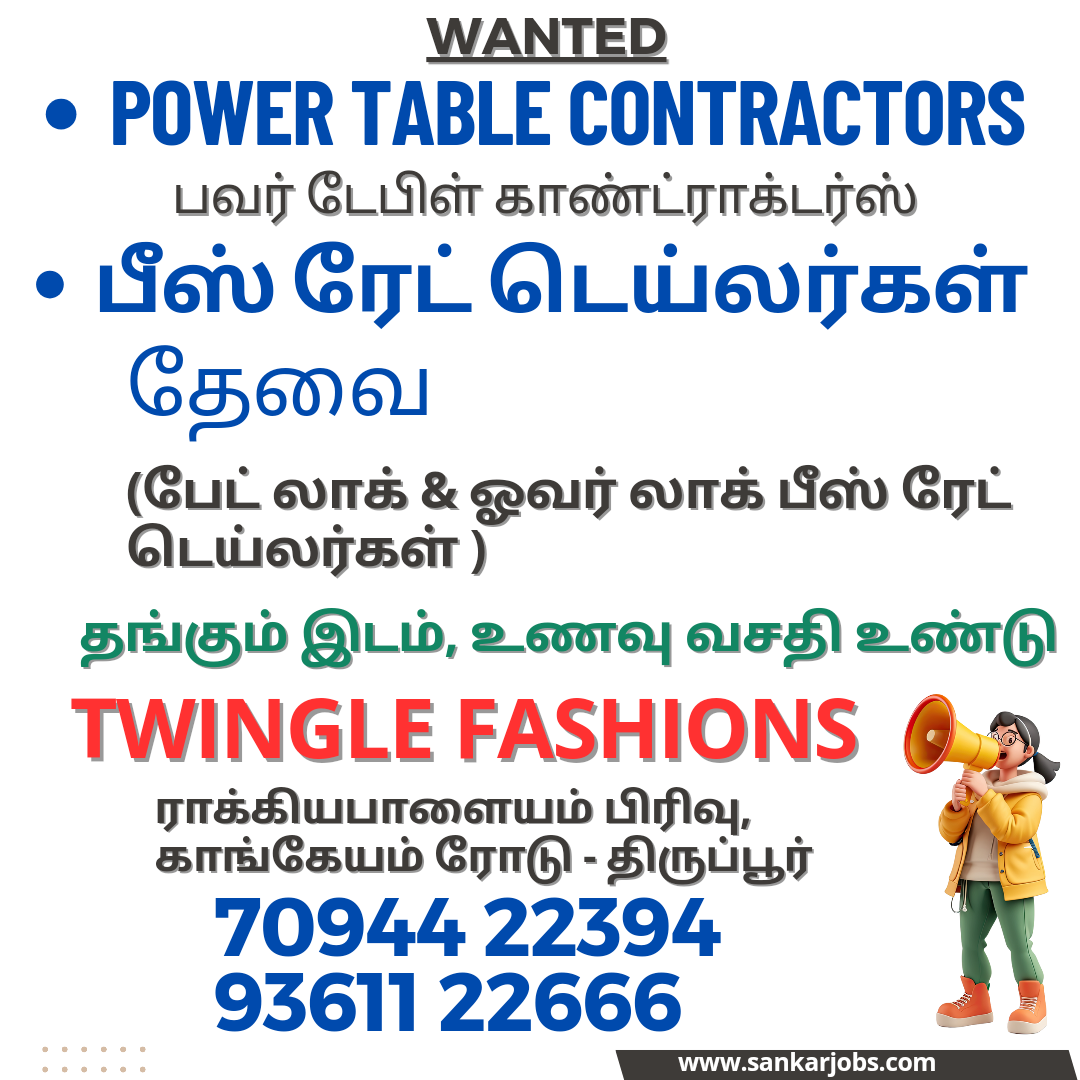 WANTED
• POWER TABLE CONTRACTORS
பவர் டேபிள் காண்ட்ராக்டர்ஸ்
• பீஸ் ரேட் டெய்லர்கள்
தேவை
(பேட் லாக் & ஓவர் லாக் பீஸ் ரேட்
டெய்லர்கள் )
தங்கும் இடம், உணவு வசதி உண்டு
TWINGLE FASHIONS
ராக்கியபாளையம் பிரிவு,
காங்கேயம் ரோடு - திருப்பூர்
70944 22394
93611 22666
www.sankarjobs.com